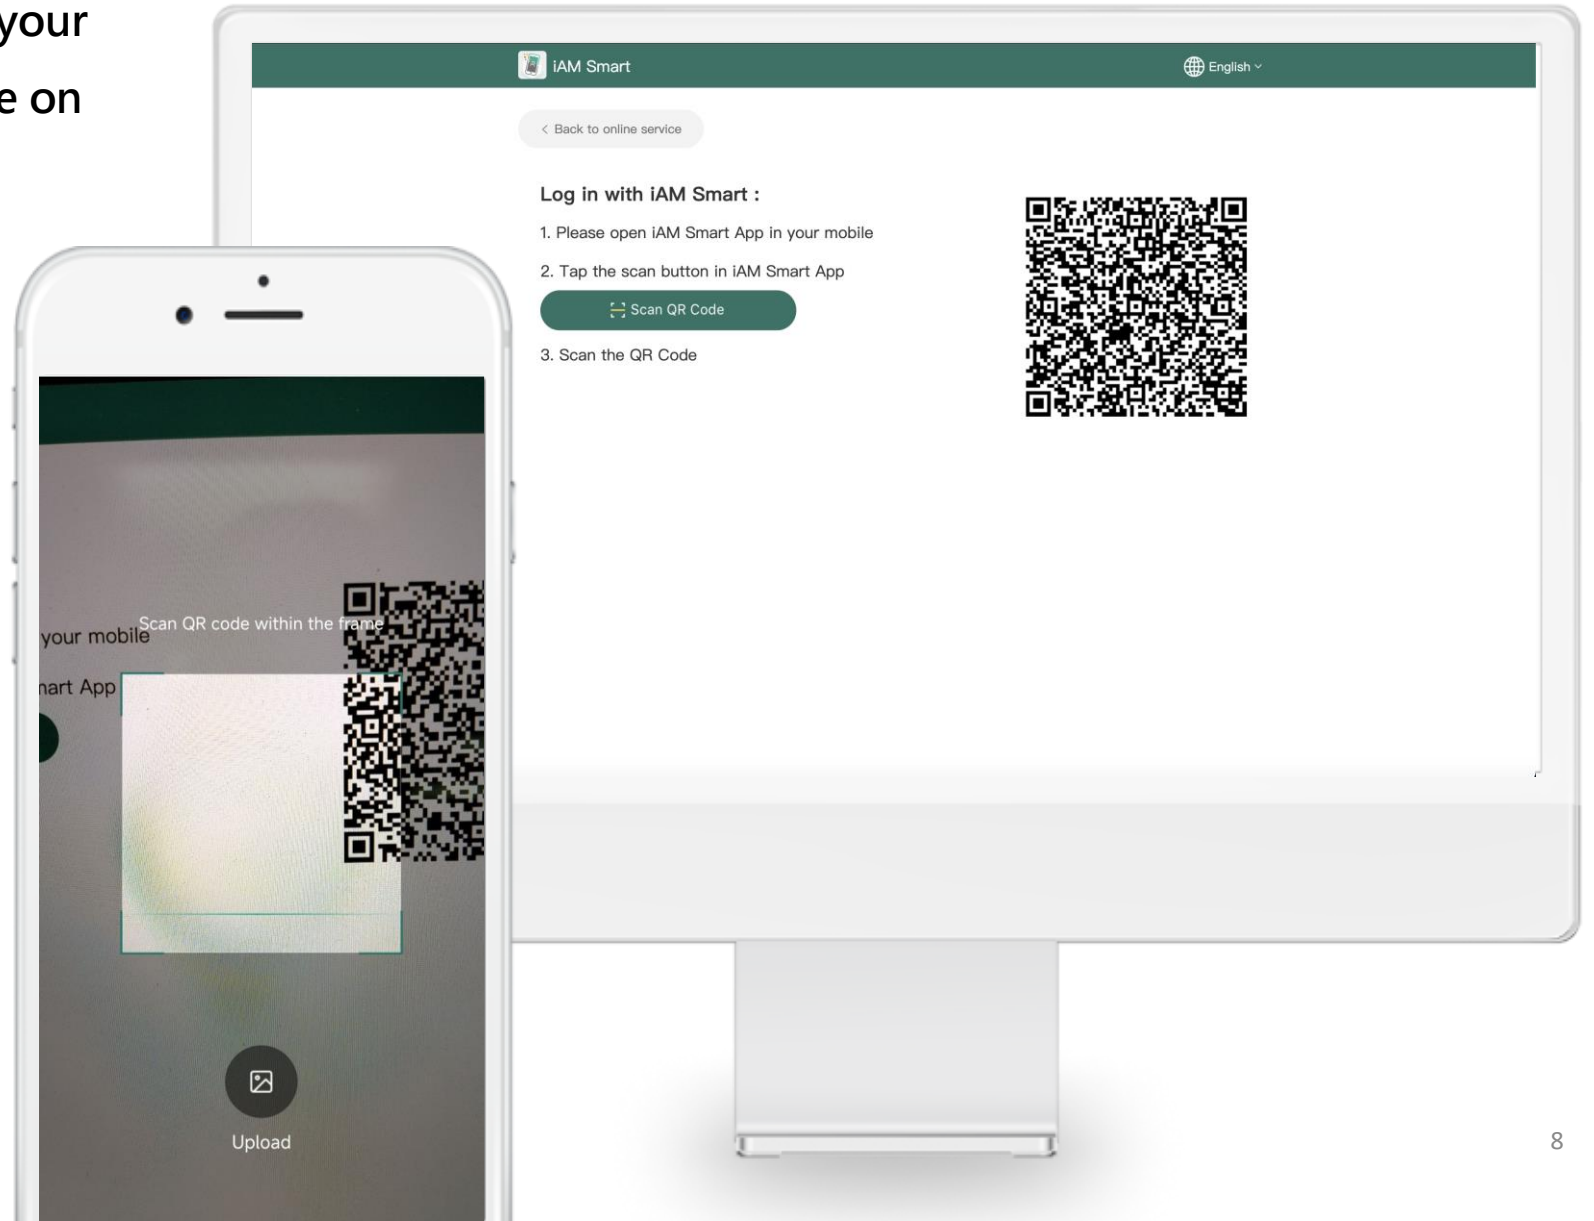 your
e on
iAM Smart
English
Back to online service
Log in with iAM Smart :
1. Please open iAM Smart App in your mobile
2. Tap the scan button in iAM Smart App
Scan QR Code
3. Scan the QR Code
Scan QR code within the frame
your mobile
nart App
Upload
8